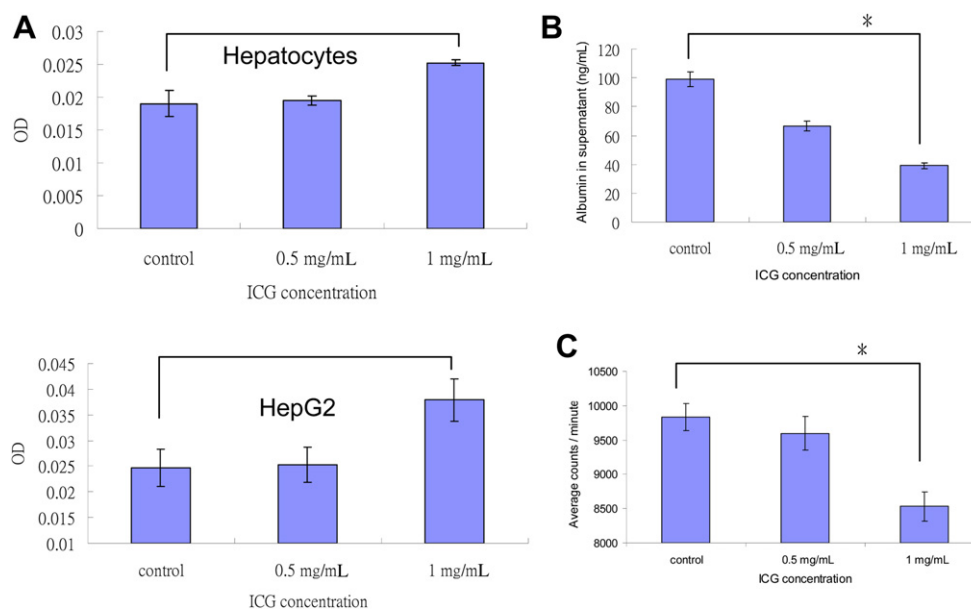 A
Hepatocytes
OD
0.03
0.025
0.02
0.015
0.01
0.005
0
control 0.5 mg/mL 1 mg/mL
ICG concentration
HepG2
OD
0.045
0.04
0.035
0.03
0.025
0.02
0.015
0.01
control 0.5 mg/mL 1 mg/mL
ICG concentration
B
*
Albumin in supernatant (ng/mL)
120
100
80
60
40
20
0
control 0.5 mg/mL 1 mg/mL
ICG concentration
C
*
Average counts / minute
10500
10000
9500
9000
8500
8000
control 0.5 mg/mL 1 mg/mL
ICG concentration